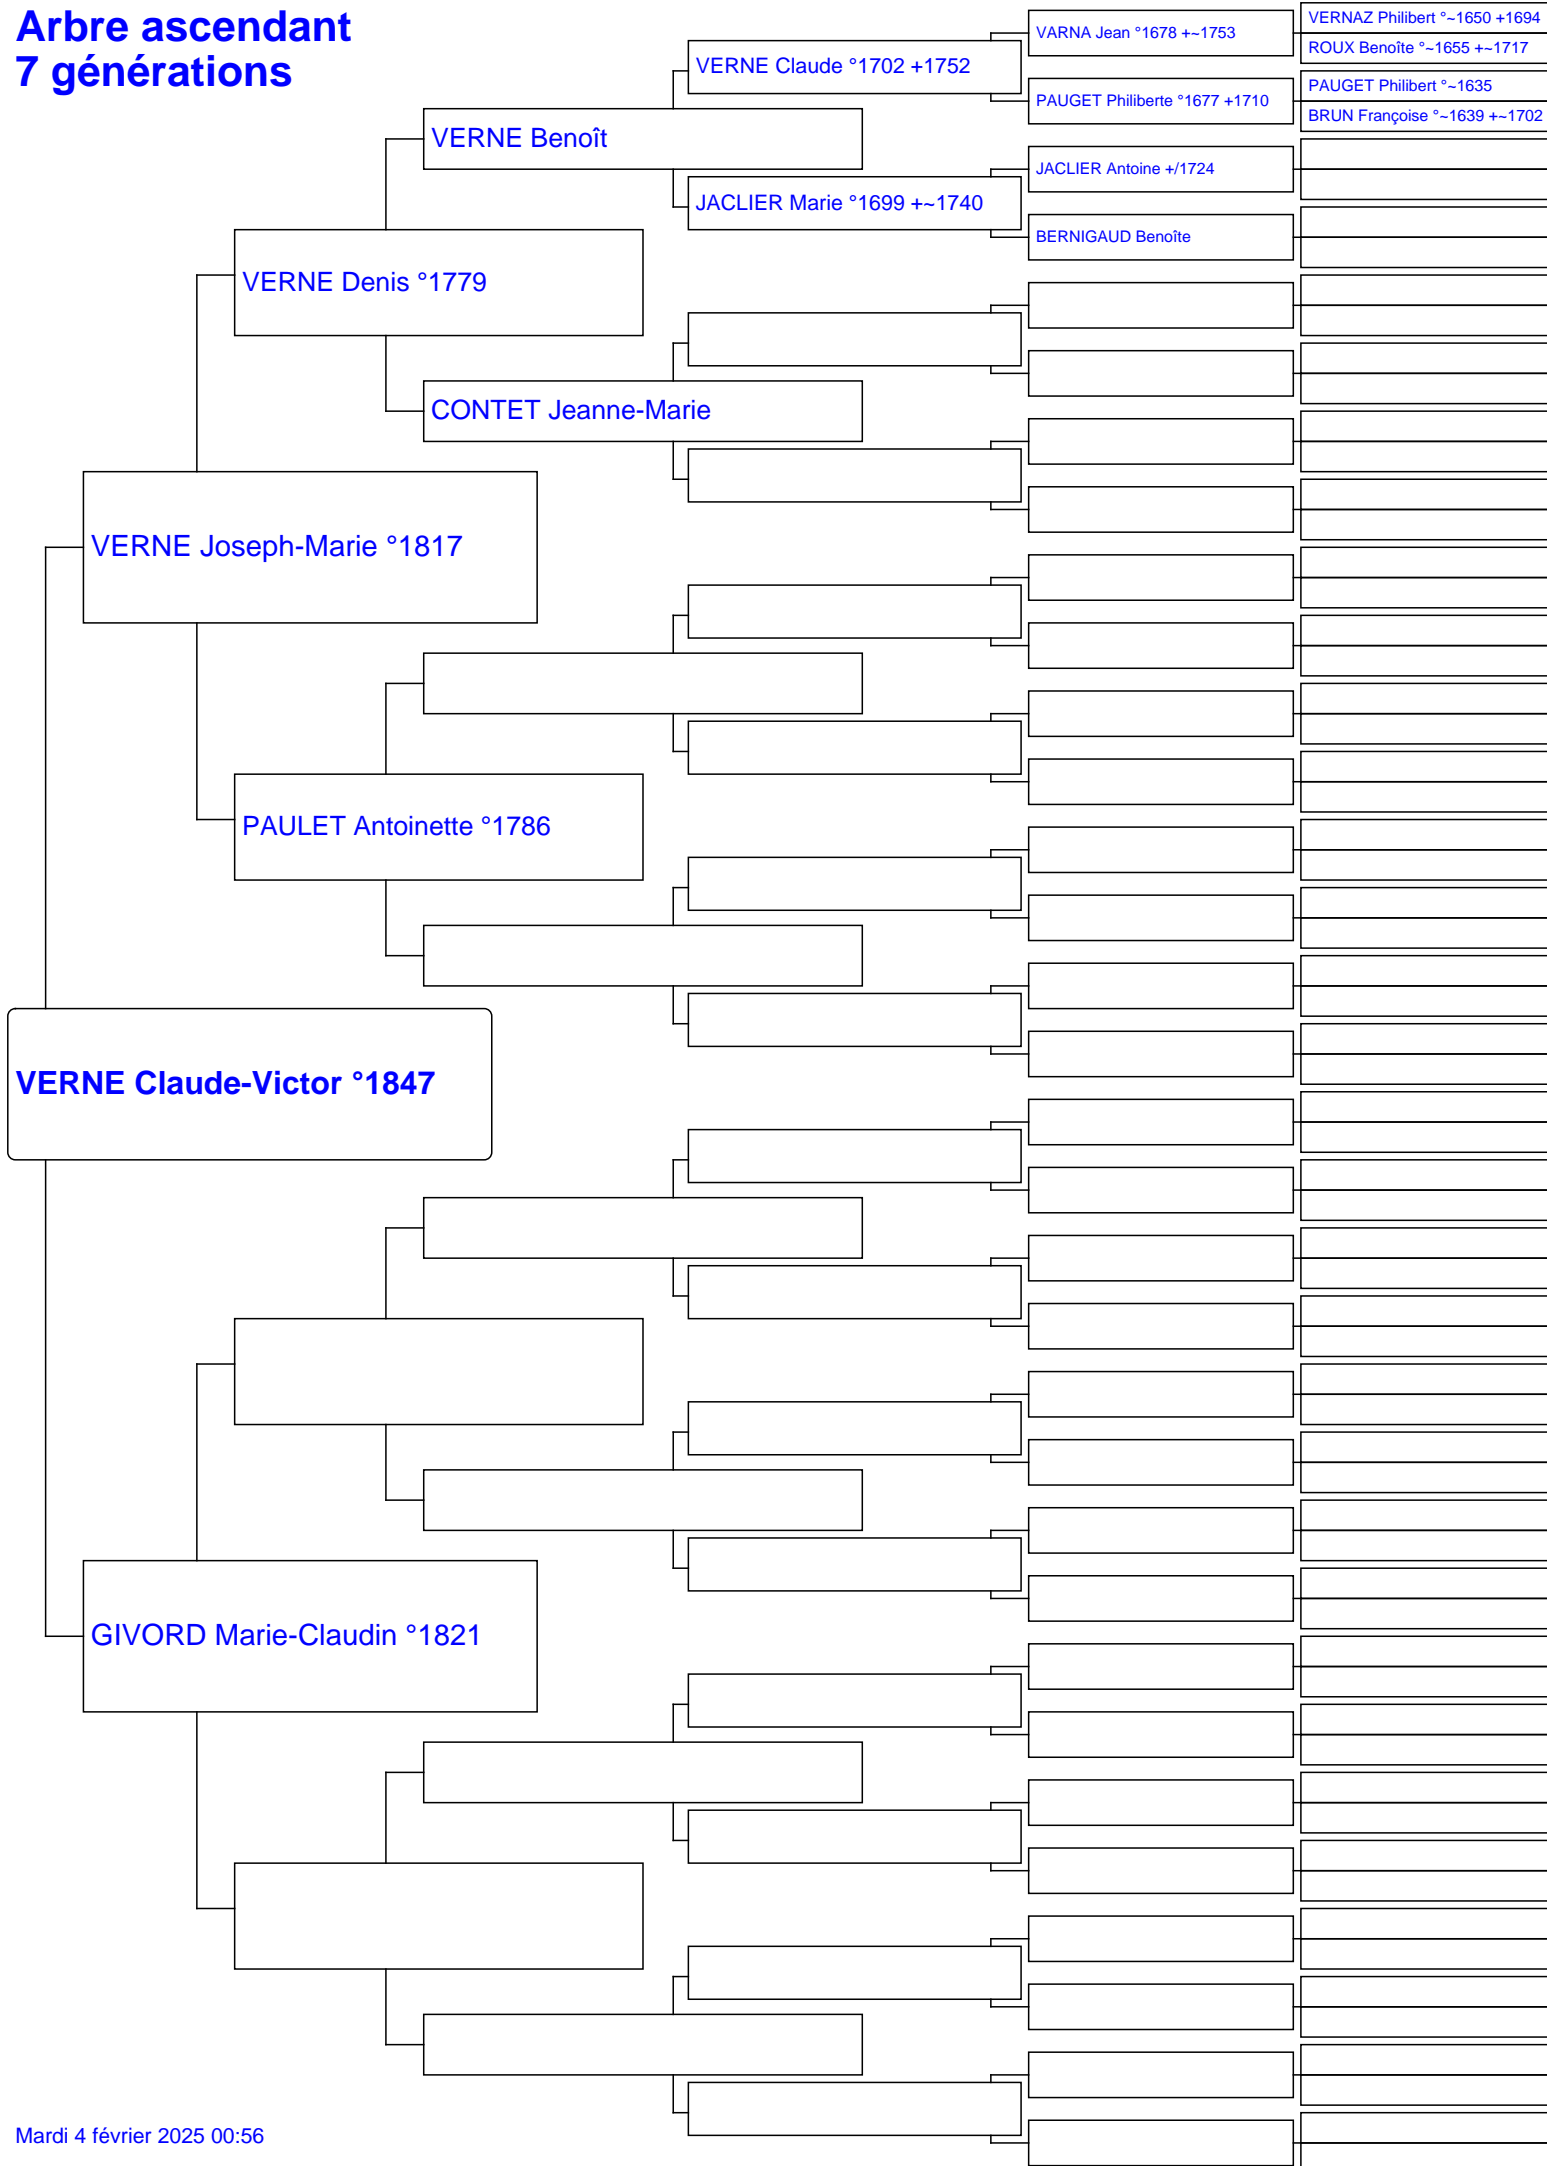 Arbre ascendant
7 générations
VERNAZ Philibert °~1650 +1694
VARNA Jean °1678 +~1753
ROUX Benoîte °~1655 +~1717
VERNE Claude °1702 +1752
PAUGET Philibert °~1635
PAUGET Philiberte °1677 +1710
BRUN Françoise °~1639 +~1702
VERNE Benoît
JACLIER Antoine +/1724
JACLIER Marie °1699 +~1740
BERNIGAUD Benoîte
VERNE Denis °1779
CONTET Jeanne-Marie
VERNE Joseph-Marie °1817
PAULET Antoinette °1786
VERNE Claude-Victor °1847
GIVORD Marie-Claudin °1821
Mardi 4 février 2025 00:56